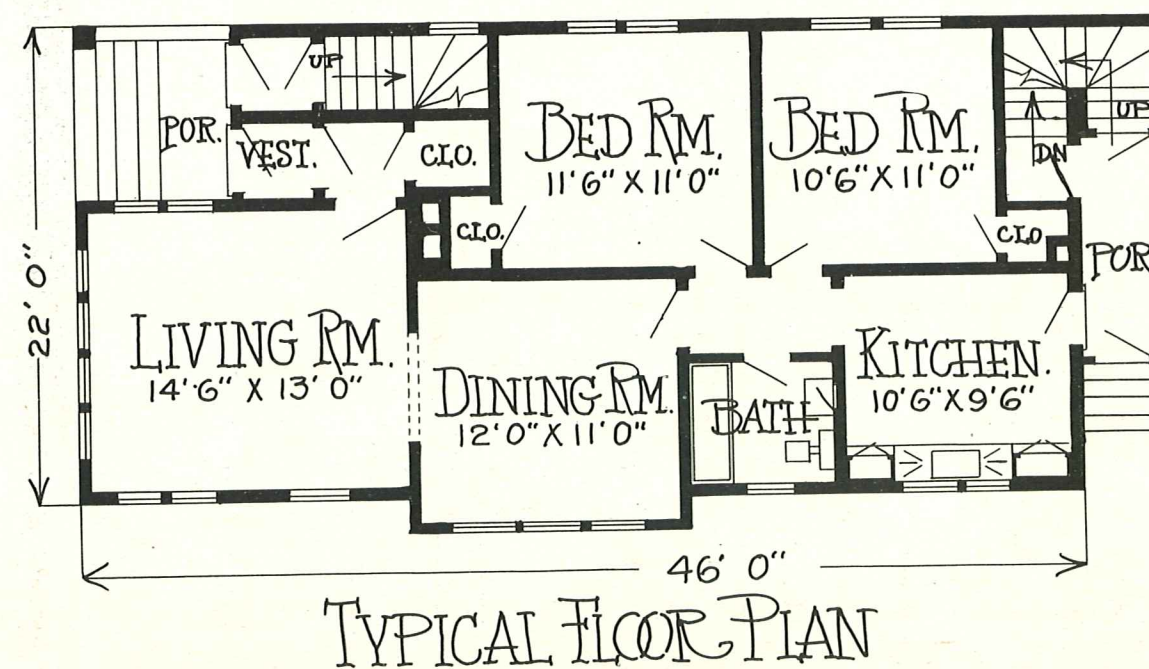 UP
POR.
VEST.
CLO.
BED RM.
11'6" X 11'0"
BED RM.
10'6" X 11'0"
UP
DN
CLO.
CLO
POR
22' 0"
LIVING RM.
14'·6" X 13' 0"
DINING RM.
12'0" X 11'0"
BATH
KITCHEN.
10'6" X 9'6"
46' 0"
TYPICAL FLOOR PLAN